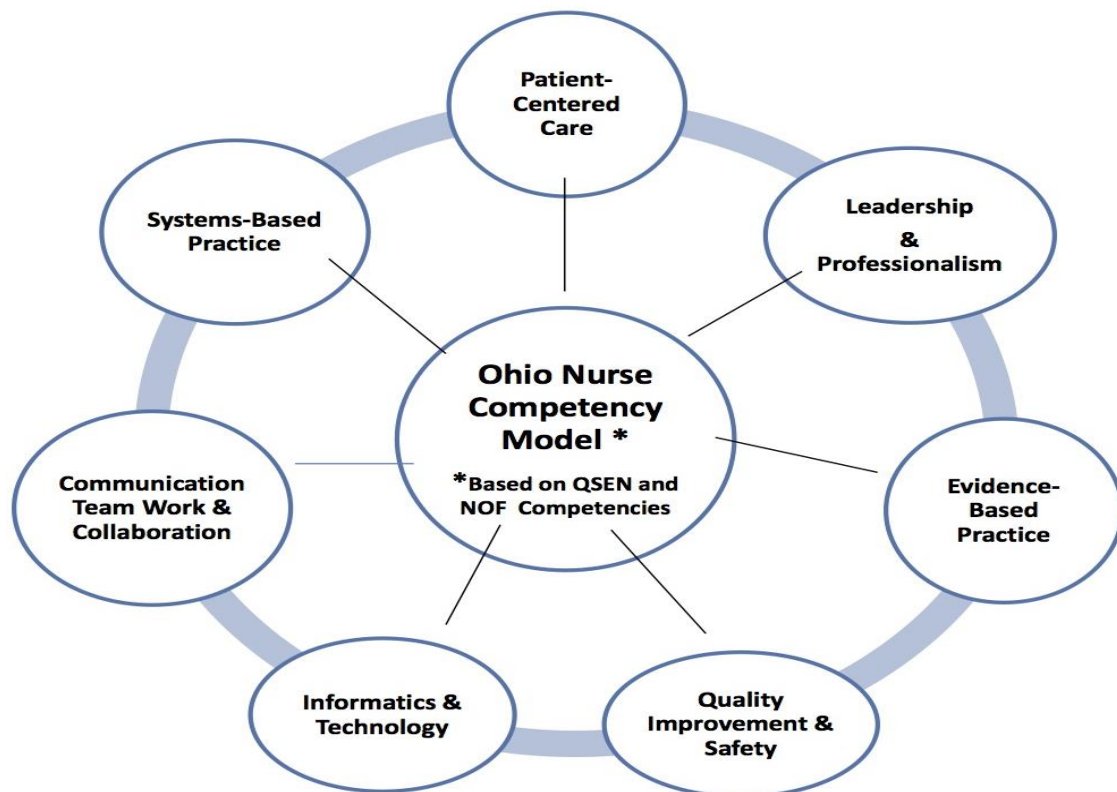 Patient-
Centered
Care
Leadership
&
Professionalism
Evidence-
Based
Practice
Quality
Improvement &
Safety
Informatics &
Technology
Communication
Team Work &
Collaboration
Systems-Based
Practice
Ohio Nurse
Competency
Model *
*Based on QSEN and
NOF Competencies